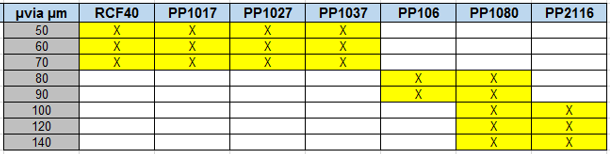 µvia µm RCF40 PP1017 PP1027 PP1037 PP106 PP1080 PP2116
50 X X X X
60 X X X X
70 X X X X
80 X X
90 X X
100 X X
120 X X
140 X X